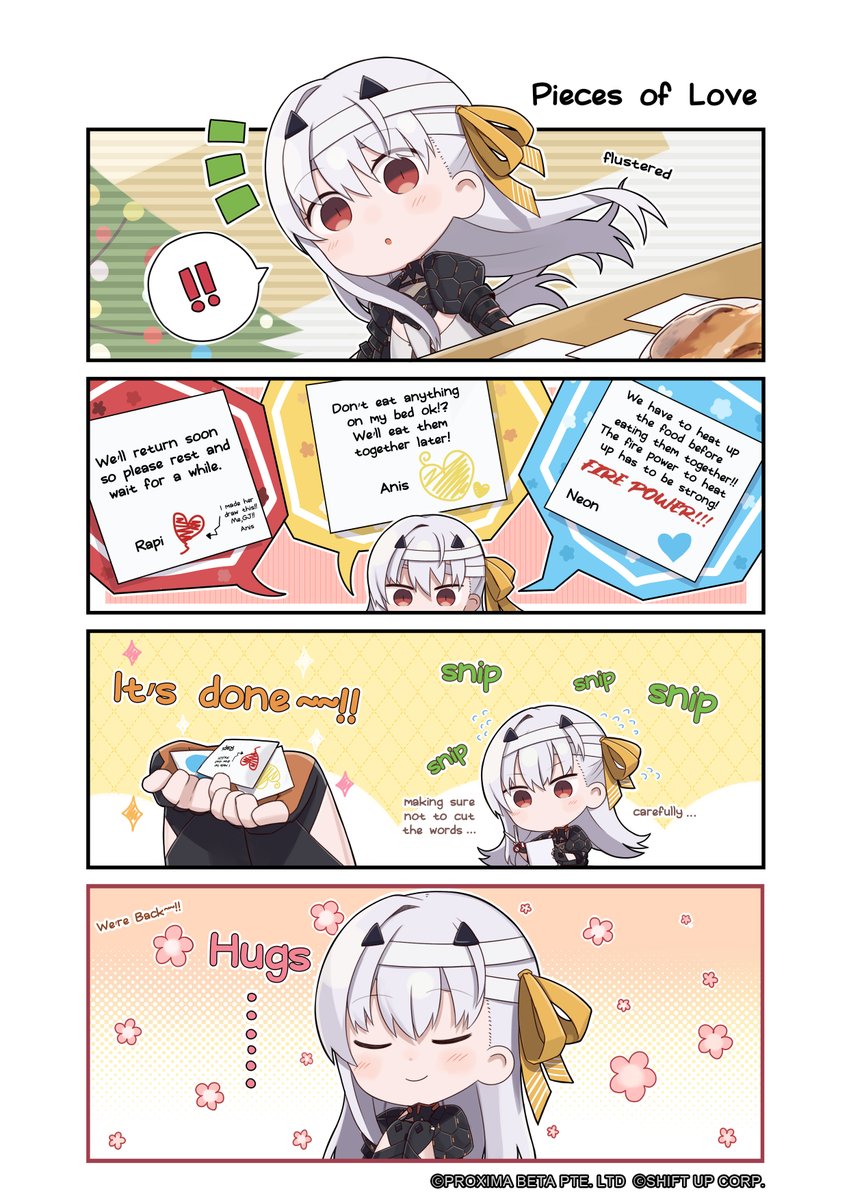 Pieces of Love
flustered
!!
We'll return soon
so please rest and
wait for a while.
Rapi
I made her
draw this!!
Me,GJ!!
Anis
Don't eat anything
on my bed ok!?
We'll eat them
together later!
Anis
We have to heat up
the food before
eating them together!!
The fire power to heat
up has to be strong!
FIRE POWER!!!
Neon
It's done~~!!
Rapi
snip
snip
snip
snip
making sure
not to cut
the words ...
carefully ...
We're Back~~!!
Hugs
©PROXIMA BETA PTE. LTD ©SHIFT UP CORP.